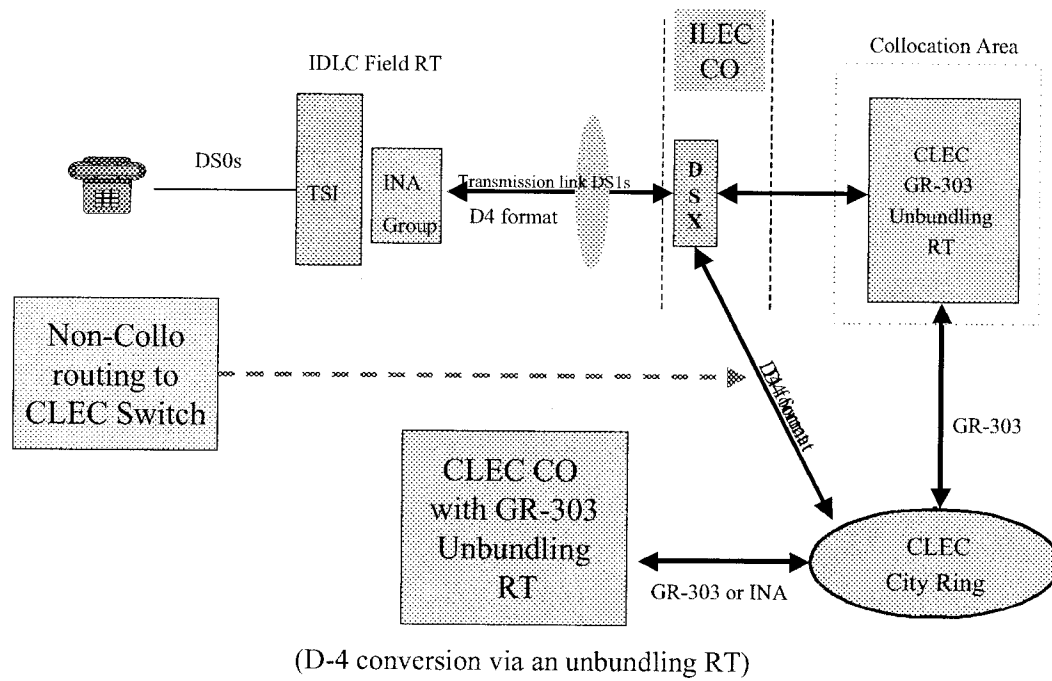 ILEC
CO
Collocation Area
IDLC Field RT
DS0s
TSI
INA
Group
Transmission link DS1s
D4 format
D
S
X
CLEC
GR-303
Unbundling
RT
Non-Collo
routing to
CLEC Switch
D4 format
GR-303
CLEC CO
with GR-303
Unbundling
RT
GR-303 or INA
CLEC
City Ring
(D-4 conversion via an unbundling RT)